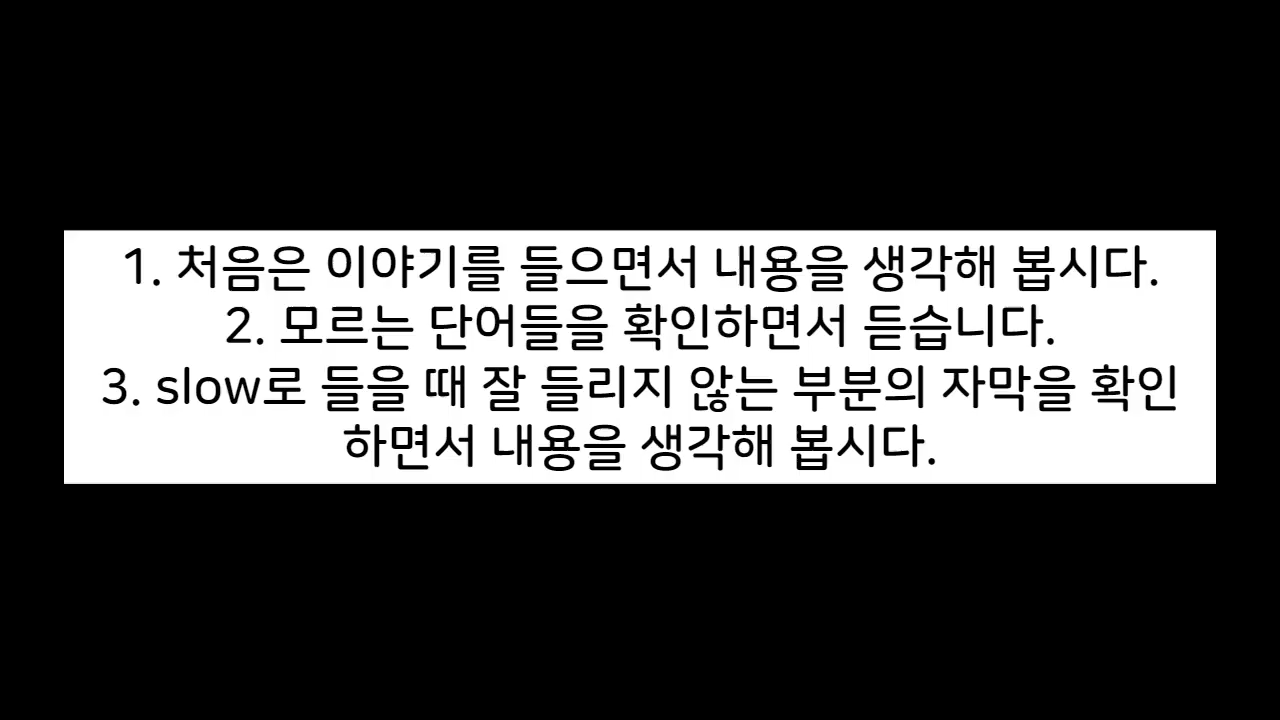 1. 처음은 이야기를 들으면서 내용을 생각해 봅시다.
2. 모르는 단어들을 확인하면서 듣습니다.
3. slow로 들을 때 잘 들리지 않는 부분의 자막을 확인
하면서 내용을 생각해 봅시다.